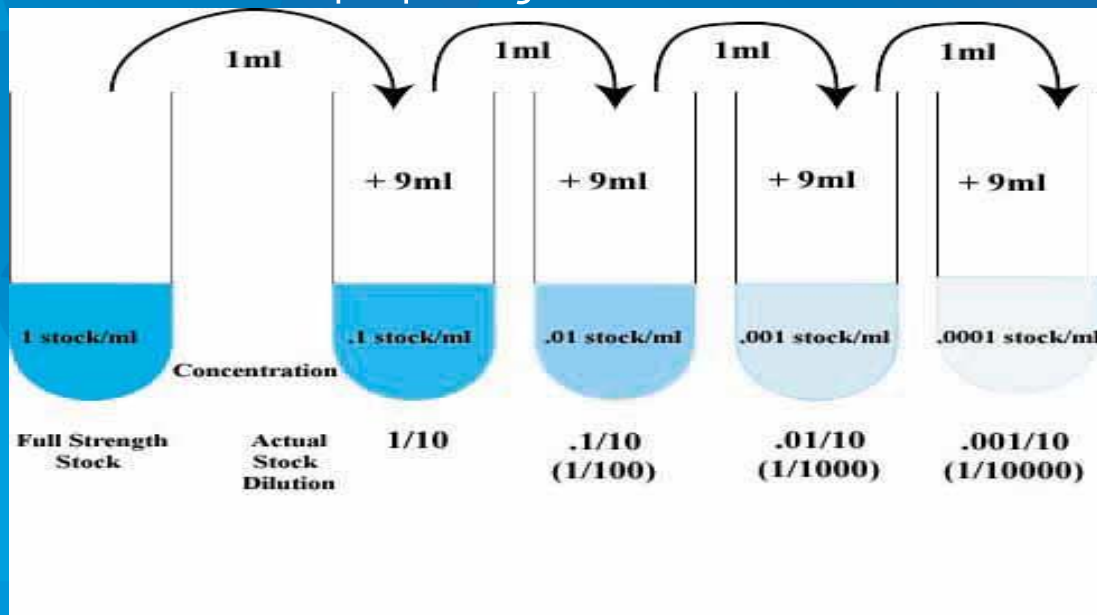 1ml
1ml
1ml
1ml
+ 9ml
+ 9ml
+ 9ml
+ 9ml
1 stock/ml
.1 stock/ml
.01 stock/ml
.001 stock/ml
.0001 stock/ml
Concentration
Full Strength
Stock
Actual
Stock
Dilution
1/10
.1/10
(1/100)
.01/10
(1/1000)
.001/10
(1/10000)